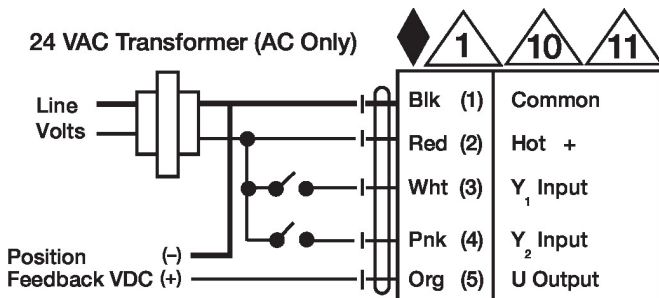 24 VAC Transformer (AC Only)
1
10
11
Line
Volts
Blk (1) Common
Red (2) Hot +
Wht (3) Y1 Input
Pnk (4) Y2 Input
Org (5) U Output
Position (–)
Feedback VDC (+)